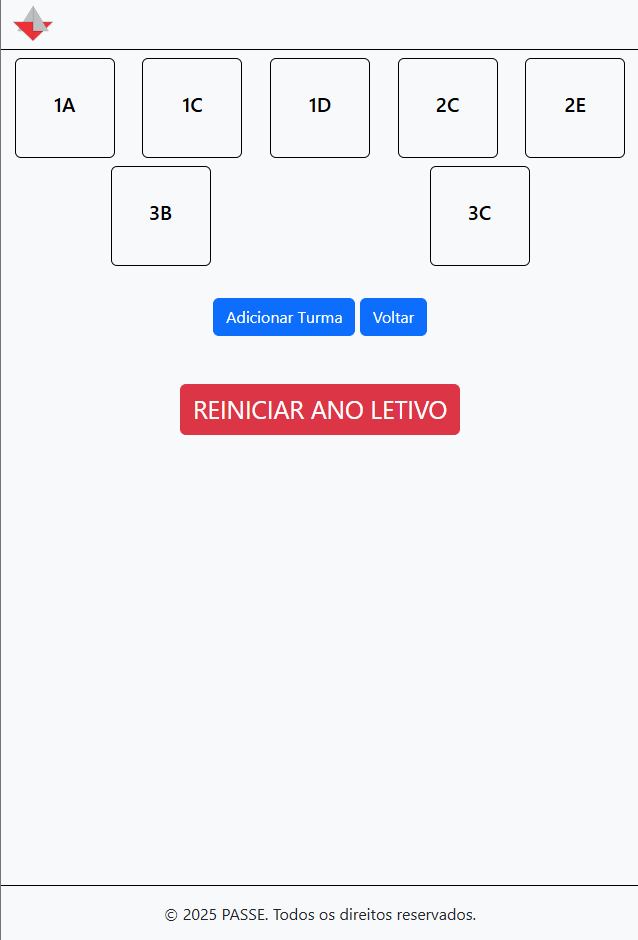 1A 1C 1D 2C 2E
3B 3C
Adicionar Turma Voltar
REINICIAR ANO LETIVO
© 2025 PASSE. Todos os direitos reservados.